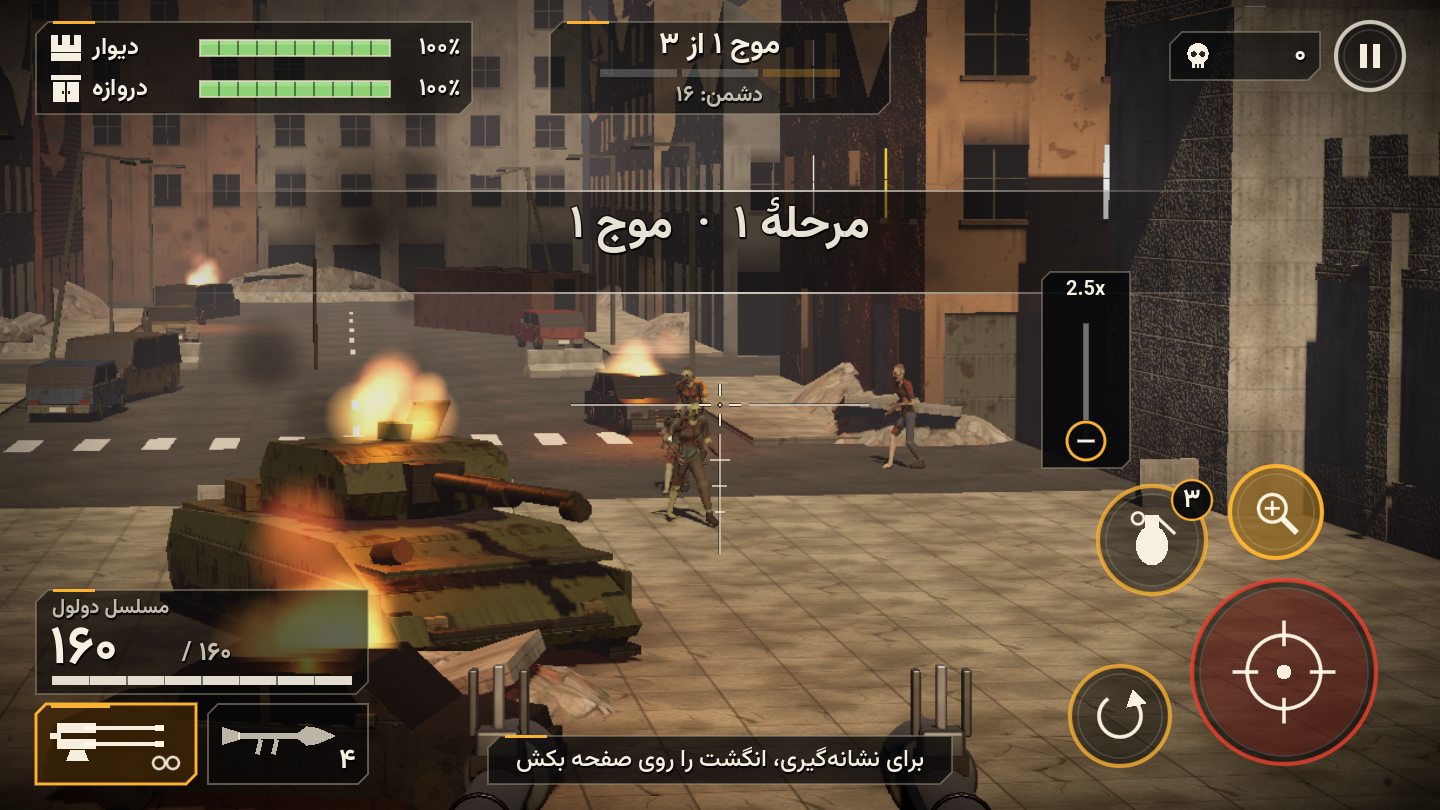 دیوار ۱۰۰٪
دروازه ۱۰۰٪
موج ۱ از ۳
دشمن: ۱۶
۰
مرحلهٔ ۱ · موج ۱
2.5x
۳
مسلسل دولول
۱۶۰ / ۱۶۰
∞
۴
برای نشانه‌گیری، انگشت را روی صفحه بکش